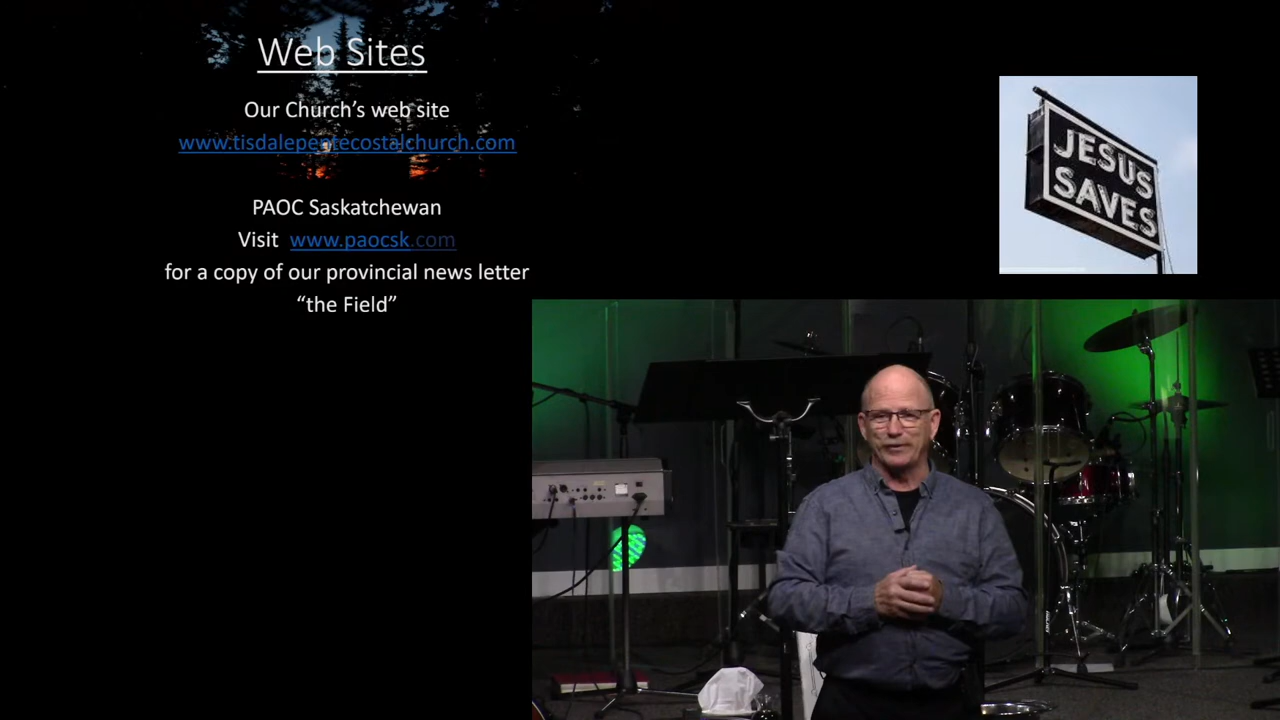 Web Sites
Our Church’s web site
www.tisdalepentecostalchurch.com
PAOC Saskatchewan
Visit www.paocsk.com
for a copy of our provincial news letter
“the Field”
JESUS
SAVES